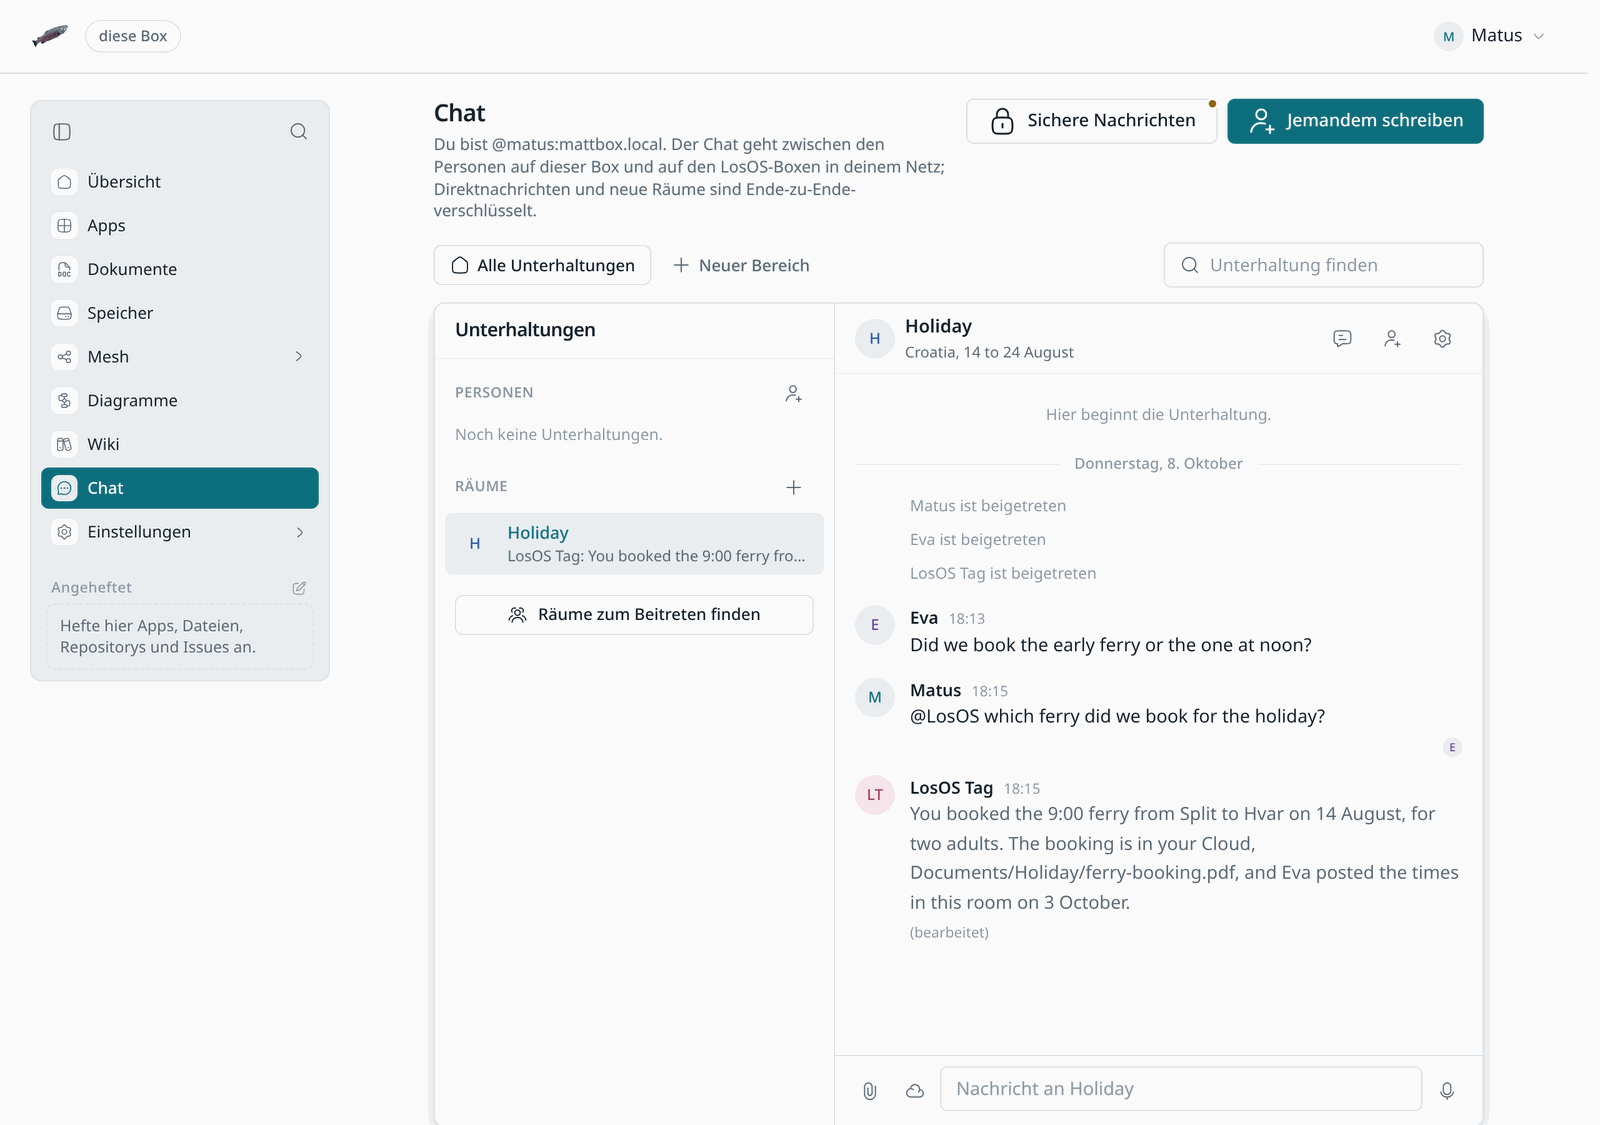 diese Box
M Matus
Übersicht
Apps
Dokumente
Speicher
Mesh
Diagramme
Wiki
Chat
Einstellungen
Angeheftet
Hefte hier Apps, Dateien,
Repositorys und Issues an.
Chat
Du bist @matus:mattbox.local. Der Chat geht zwischen den
Personen auf dieser Box und auf den LosOS-Boxen in deinem Netz;
Direktnachrichten und neue Räume sind Ende-zu-Ende-
verschlüsselt.
Sichere Nachrichten
Jemandem schreiben
Alle Unterhaltungen
Neuer Bereich
Unterhaltung finden
Unterhaltungen
PERSONEN
Noch keine Unterhaltungen.
RÄUME
H
Holiday
LosOS Tag: You booked the 9:00 ferry fro...
Räume zum Beitreten finden
H
Holiday
Croatia, 14 to 24 August
Hier beginnt die Unterhaltung.
Donnerstag, 8. Oktober
Matus ist beigetreten
Eva ist beigetreten
LosOS Tag ist beigetreten
E
Eva 18:13
Did we book the early ferry or the one at noon?
M
Matus 18:15
@LosOS which ferry did we book for the holiday?
E
LT
LosOS Tag 18:15
You booked the 9:00 ferry from Split to Hvar on 14 August, for
two adults. The booking is in your Cloud,
Documents/Holiday/ferry-booking.pdf, and Eva posted the times
in this room on 3 October.
(bearbeitet)
Nachricht an Holiday